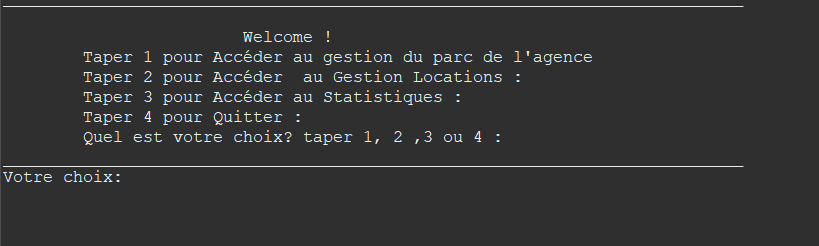 Welcome !
Taper 1 pour Accéder au gestion du parc de l'agence
Taper 2 pour Accéder  au Gestion Locations :
Taper 3 pour Accéder au Statistiques :
Taper 4 pour Quitter :
Quel est votre choix? taper 1, 2 ,3 ou 4 :
Votre choix: